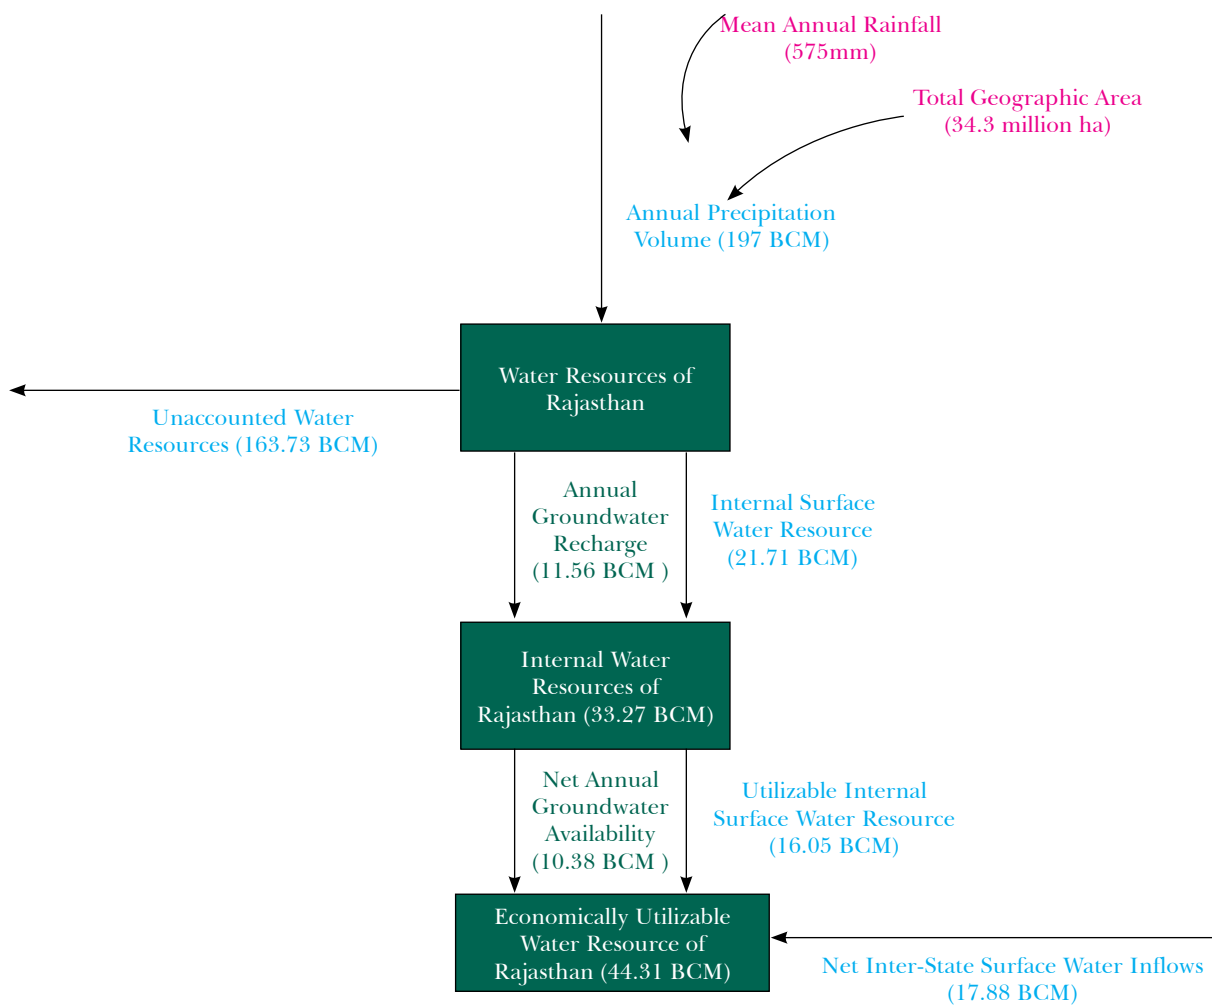 Mean Annual Rainfall
(575mm)
Total Geographic Area
(34.3 million ha)
Annual Precipitation
Volume (197 BCM)
Water Resources of
Rajasthan
Unaccounted Water
Resources (163.73 BCM)
Annual
Groundwater
Recharge
(11.56 BCM )
Internal Surface
Water Resource
(21.71 BCM)
Internal Water
Resources of
Rajasthan (33.27 BCM)
Net Annual
Groundwater
Availability
(10.38 BCM )
Utilizable Internal
Surface Water Resource
(16.05 BCM)
Economically Utilizable
Water Resource of
Rajasthan (44.31 BCM)
Net Inter-State Surface Water Inflows
(17.88 BCM)